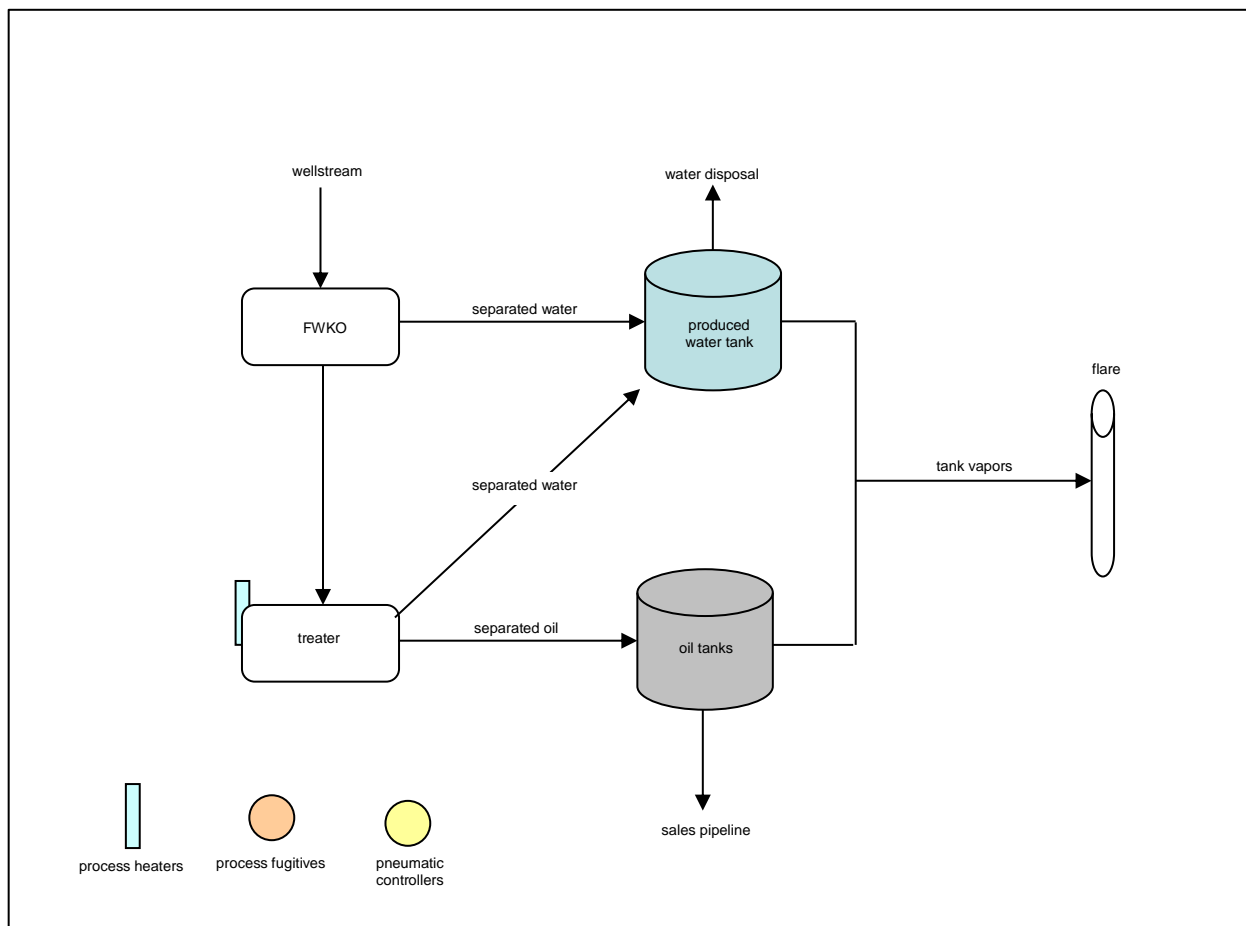 wellstream
water disposal
FWKO
separated water
produced
water tank
flare
tank vapors
separated water
treater
separated oil
oil tanks
sales pipeline
process heaters
process fugitives
pneumatic
controllers